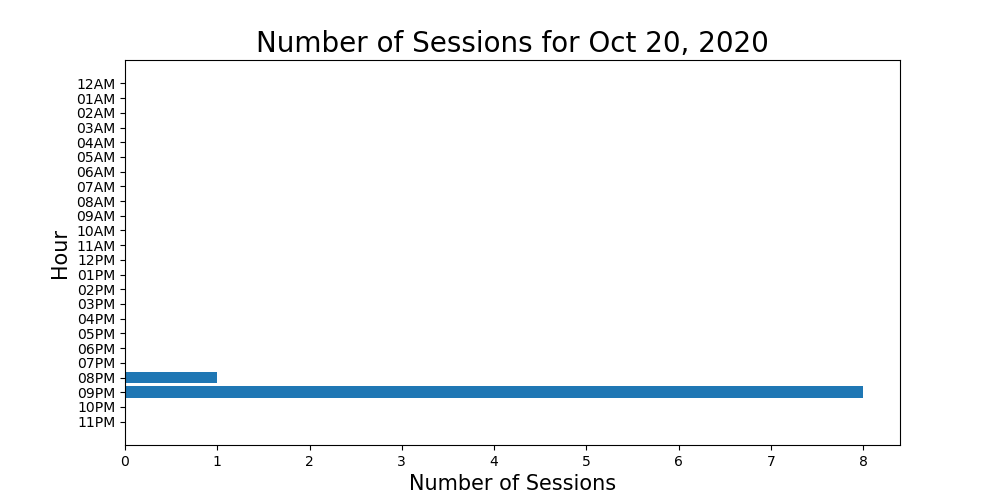 Number of Sessions for Oct 20, 2020
Hour
12AM
01AM
02AM
03AM
04AM
05AM
06AM
07AM
08AM
09AM
10AM
11AM
12PM
01PM
02PM
03PM
04PM
05PM
06PM
07PM
08PM
09PM
10PM
11PM
0 1 2 3 4 5 6 7 8
Number of Sessions